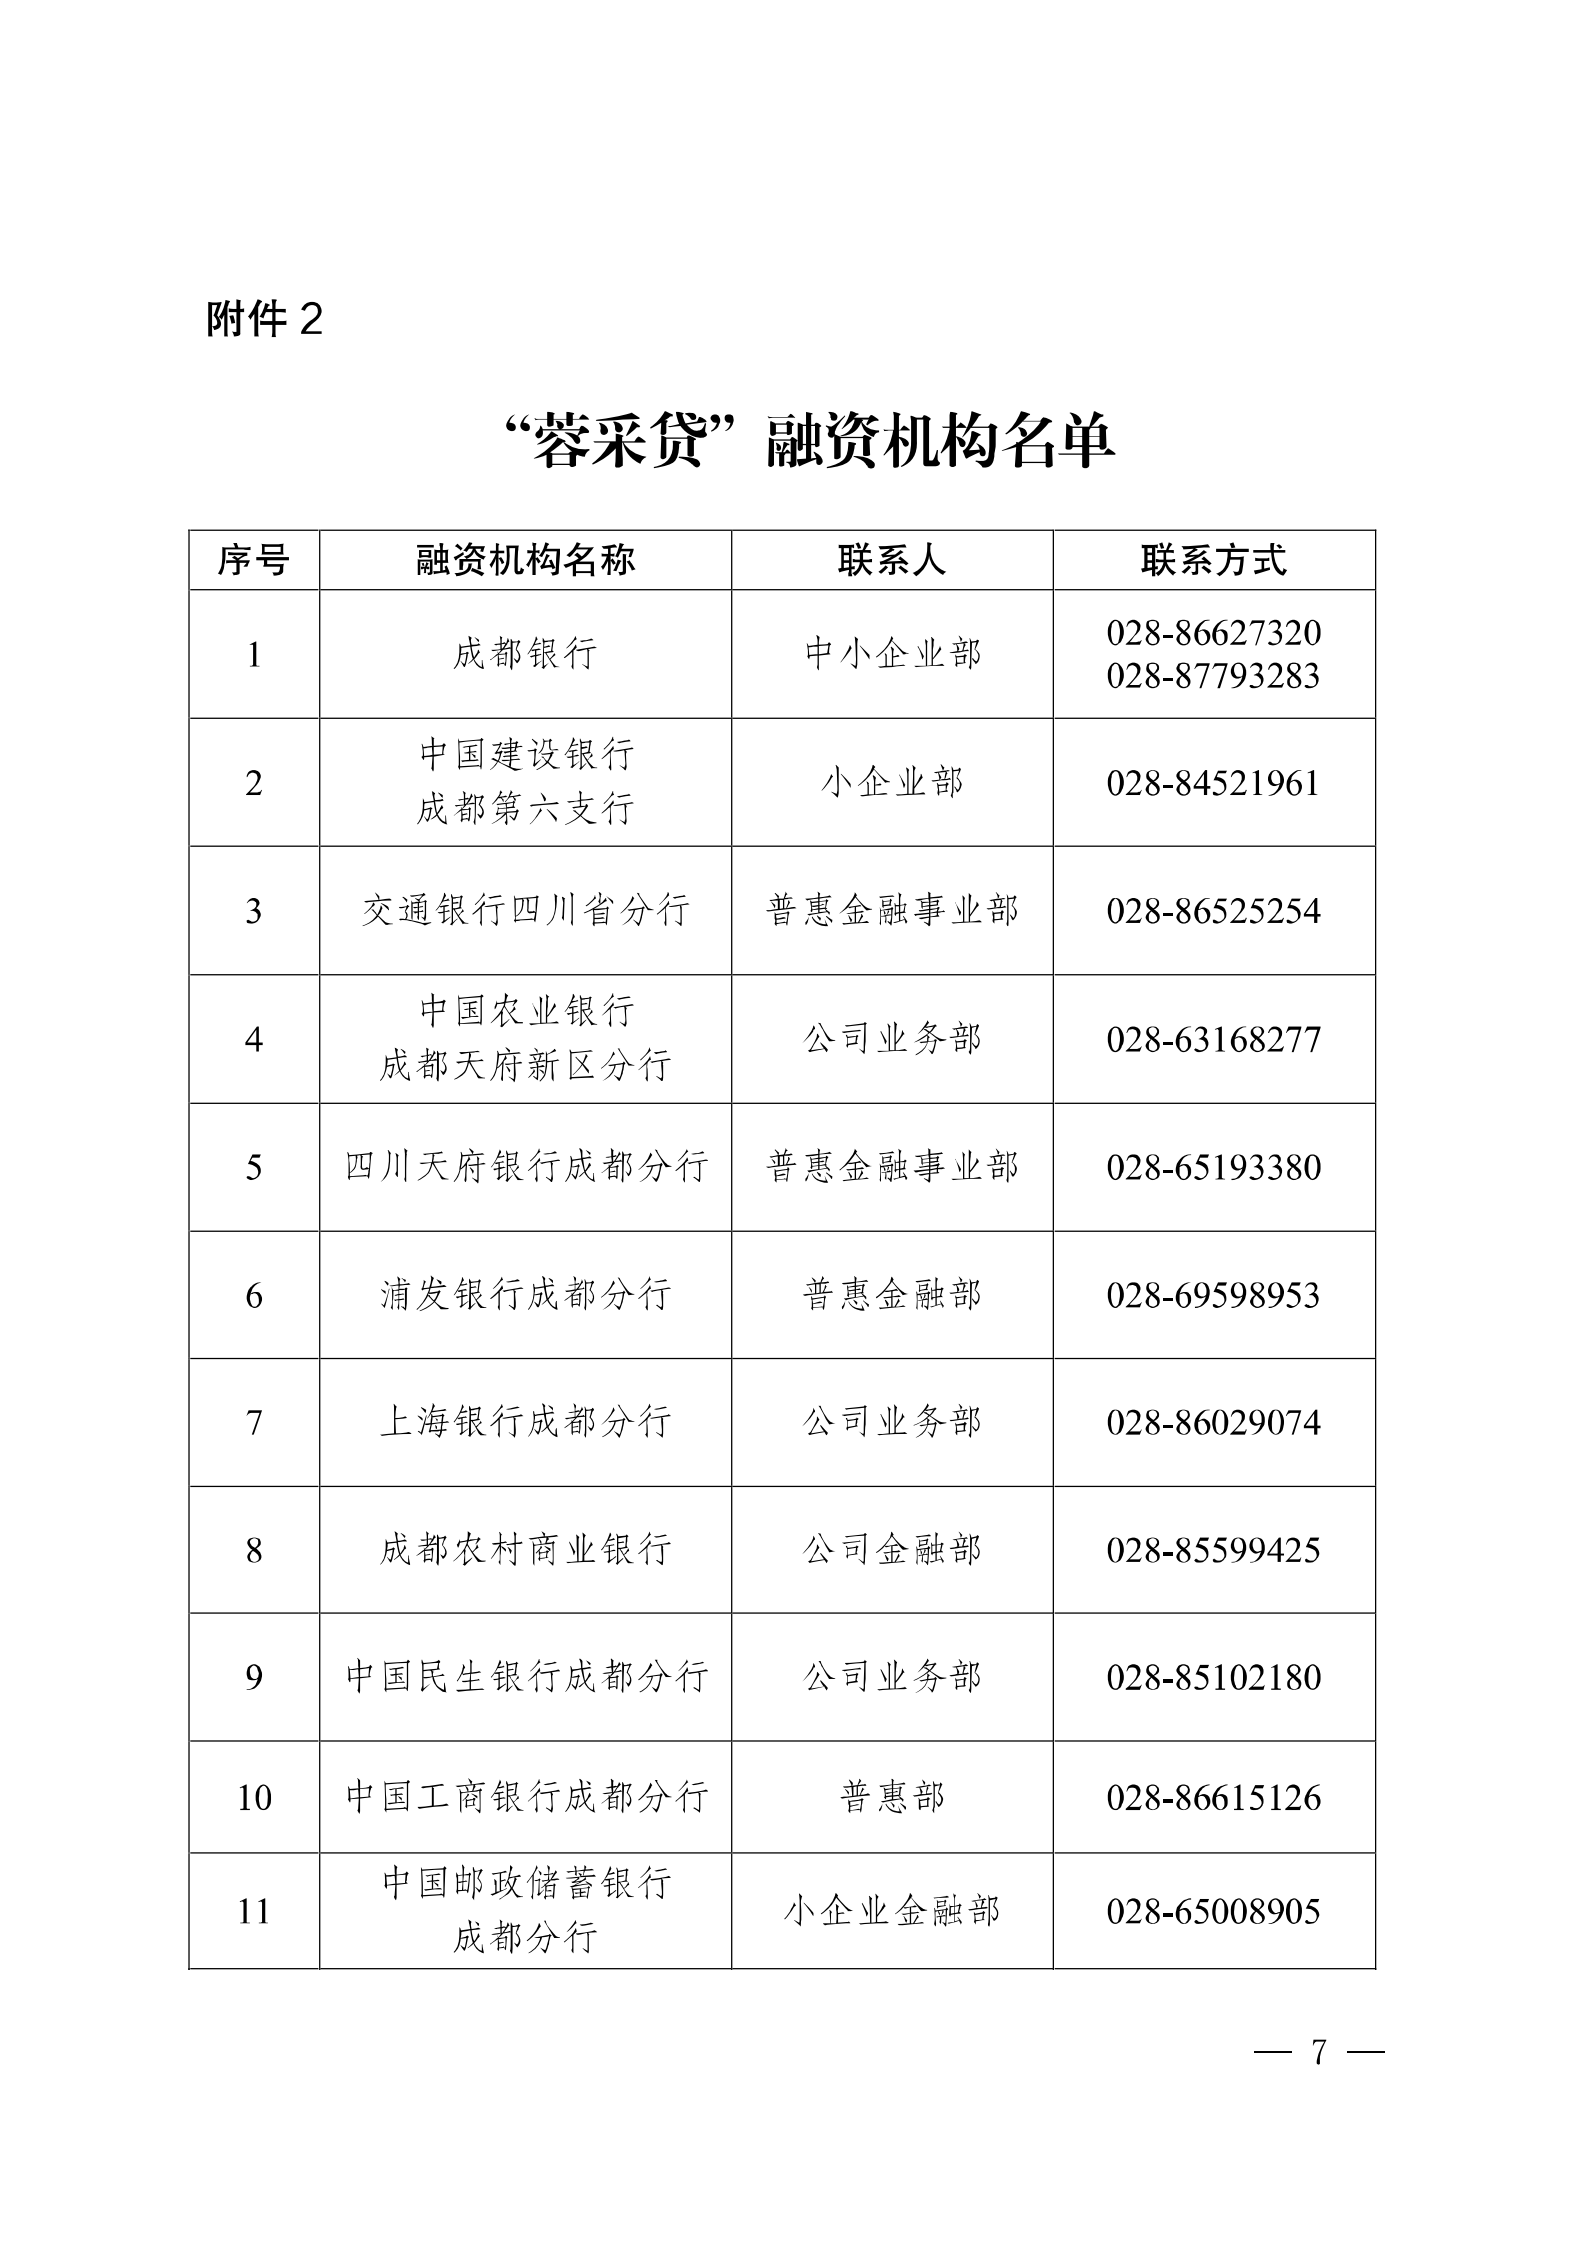 附件2
“蓉采贷”融资机构名单
序号 融资机构名称 联系人 联系方式
1 成都银行 中小企业部 028-86627320
028-87793283
2 中国建设银行
成都第六支行 小企业部 028-84521961
3 交通银行四川省分行 普惠金融事业部 028-86525254
4 中国农业银行
成都天府新区分行 公司业务部 028-63168277
5 四川天府银行成都分行 普惠金融事业部 028-65193380
6 浦发银行成都分行 普惠金融部 028-69598953
7 上海银行成都分行 公司业务部 028-86029074
8 成都农村商业银行 公司金融部 028-85599425
9 中国民生银行成都分行 公司业务部 028-85102180
10 中国工商银行成都分行 普惠部 028-86615126
11 中国邮政储蓄银行
成都分行 小企业金融部 028-65008905
— 7 —